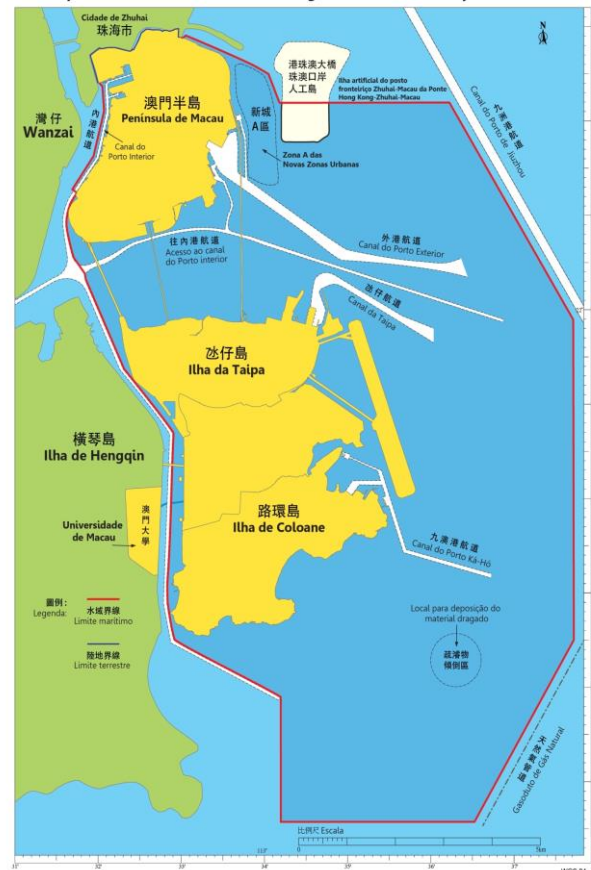 Cidade de Zhuhai
珠海市
N
灣仔
Wanzai
內港航道
Canal do
Porto Interior
澳門半島
Península de Macau
新城
A區
Zona A das
Novas Zonas Urbanas
港珠澳大橋
珠澳口岸
人工島
Ilha artificial do posto
fronteiriço Zhuhai-Macau da Ponte
Hong Kong-Zhuhai-Macau
九洲港航道
Canal do Porto de Jiuzhou
往內港航道
Acesso ao canal
do Porto interior
外港航道
Canal do Porto Exterior
氹仔航道
Canal da Taipa
氹仔島
Ilha da Taipa
橫琴島
Ilha de Hengqin
澳門大學
Universidade
de Macau
路環島
Ilha de Coloane
九澳港航道
Canal do Porto Ká-Hó
圖例:
Legenda:
水域界線
Limite marítimo
陸地界線
Limite terrestre
Local para deposição do
material dragado
疏濬物
傾倒區
天然氣管道
Gasoduto de Gás Natural
比例尺 Escala
5km
32'
33'
34'
35'
36'
37'